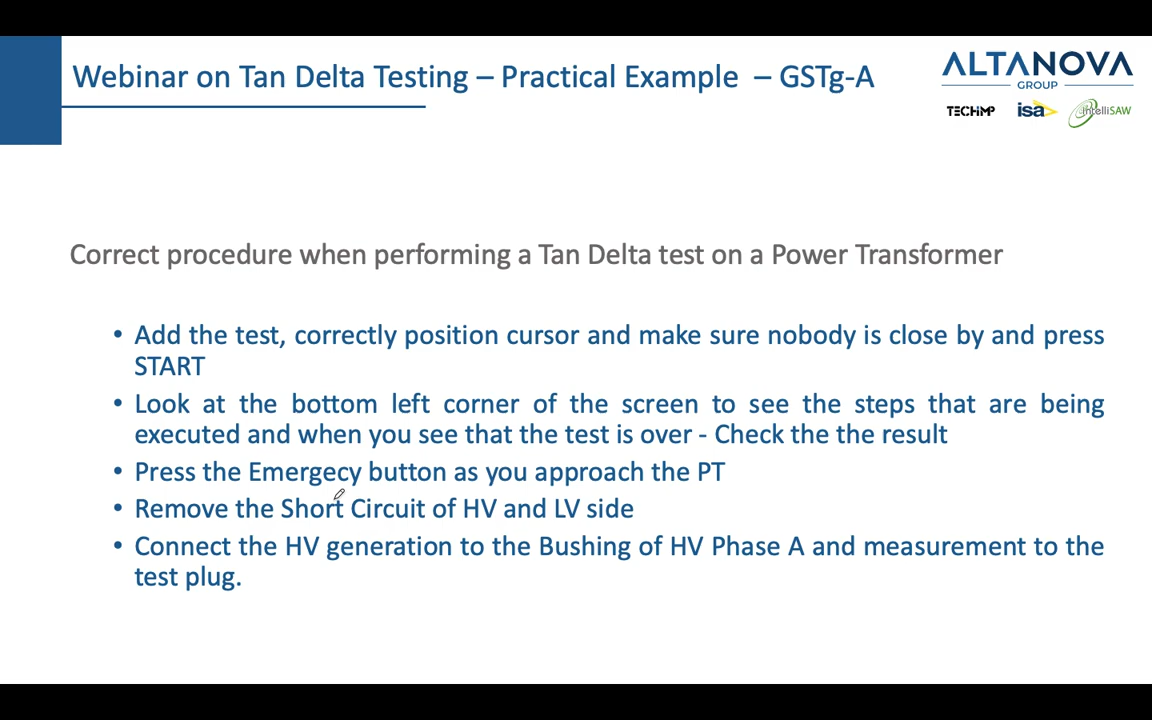 Webinar on Tan Delta Testing – Practical Example – GSTg-A
ALTANOVA
GROUP
TECHIMP
isa
intelliSAW
Correct procedure when performing a Tan Delta test on a Power Transformer
• Add the test, correctly position cursor and make sure nobody is close by and press
START
• Look at the bottom left corner of the screen to see the steps that are being
executed and when you see that the test is over - Check the the result
• Press the Emergecy button as you approach the PT
• Remove the Short Circuit of HV and LV side
• Connect the HV generation to the Bushing of HV Phase A and measurement to the
test plug.